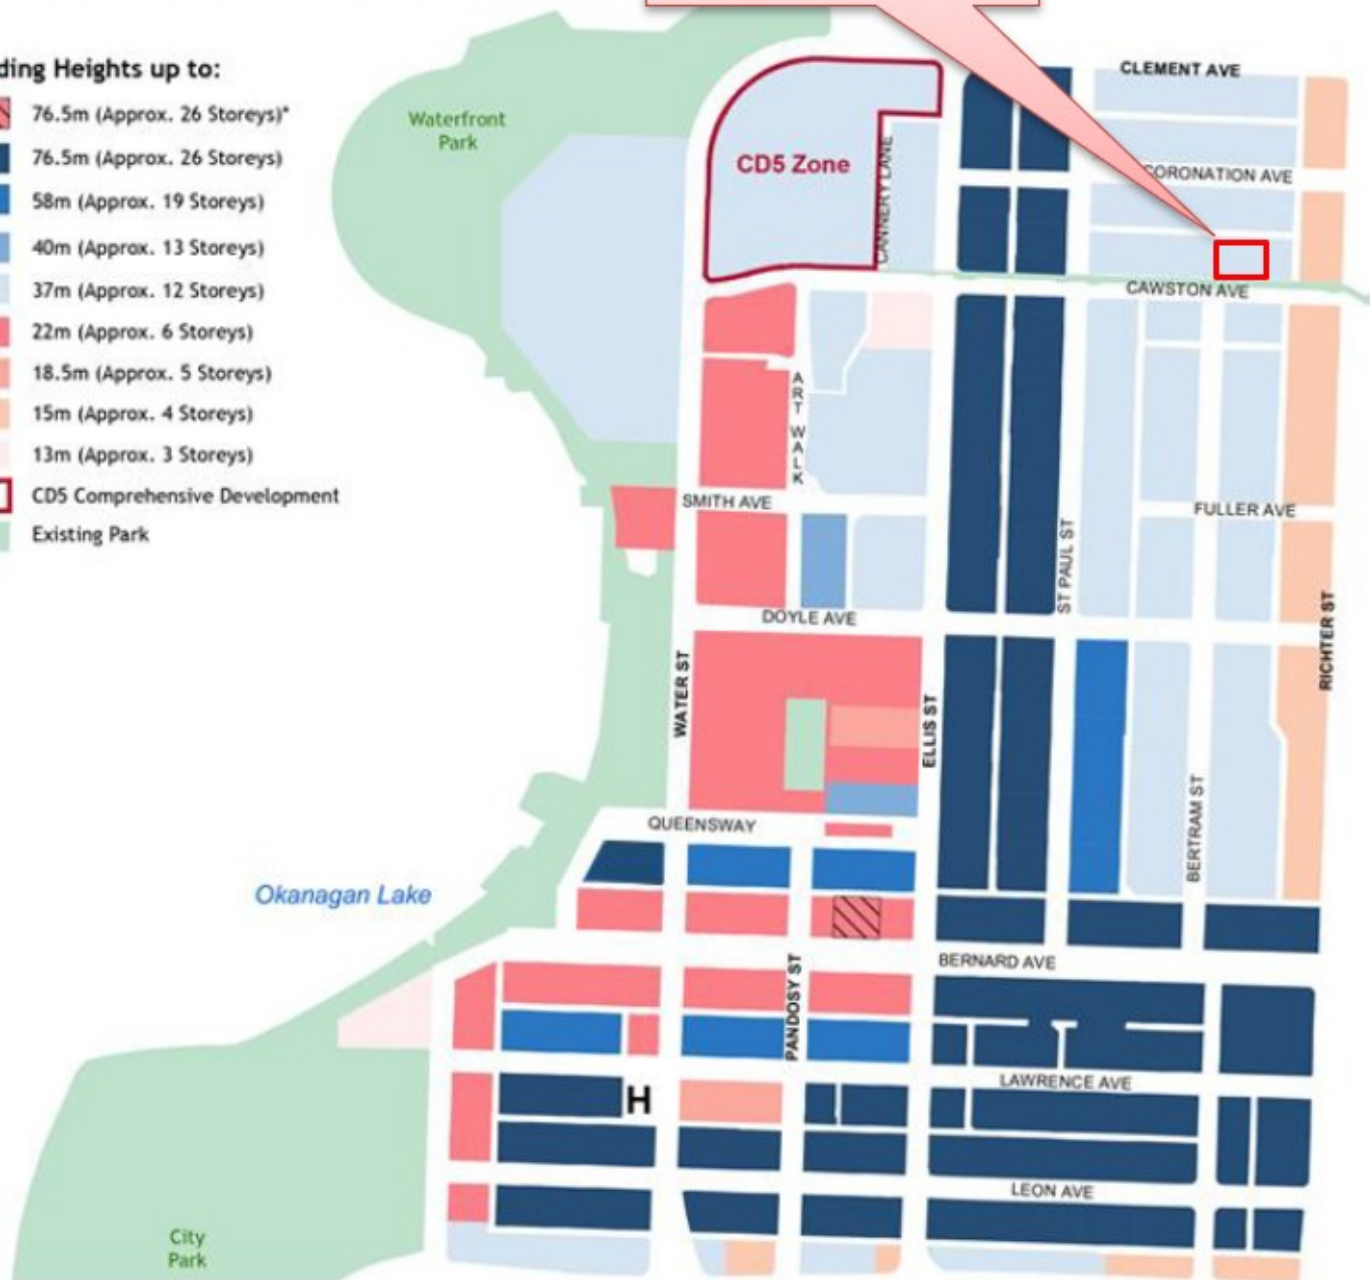 ding Heights up to:
76.5m (Approx. 26 Storeys)*
76.5m (Approx. 26 Storeys)
58m (Approx. 19 Storeys)
40m (Approx. 13 Storeys)
37m (Approx. 12 Storeys)
22m (Approx. 6 Storeys)
18.5m (Approx. 5 Storeys)
15m (Approx. 4 Storeys)
13m (Approx. 3 Storeys)
CD5 Comprehensive Development
Existing Park
Waterfront
Park
CD5 Zone
CANNERY LANE
CLEMENT AVE
CORONATION AVE
CAWSTON AVE
ART WALK
SMITH AVE
FULLER AVE
ST PAUL ST
DOYLE AVE
WATER ST
ELLIS ST
RICHTER ST
BERTRAM ST
QUEENSWAY
Okanagan Lake
BERNARD AVE
PANDOSY ST
LAWRENCE AVE
H
LEON AVE
City
Park